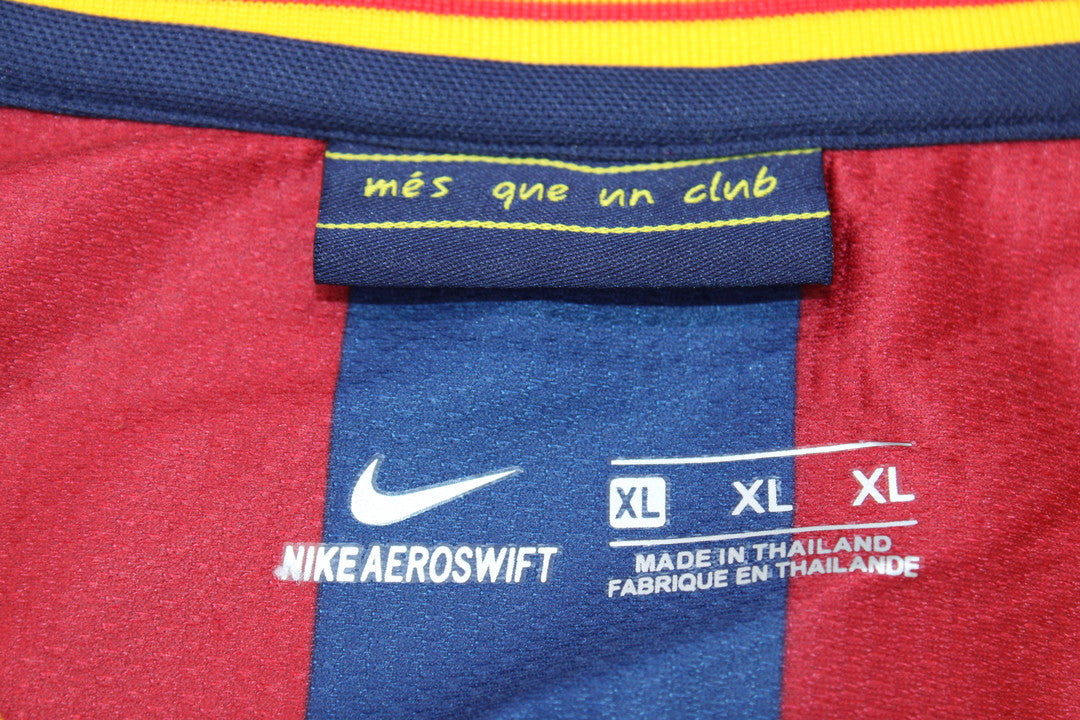 més que un club
NIKEAEROSWIFT
XL XL XL
MADE IN THAILAND
FABRIQUE EN THAILANDE